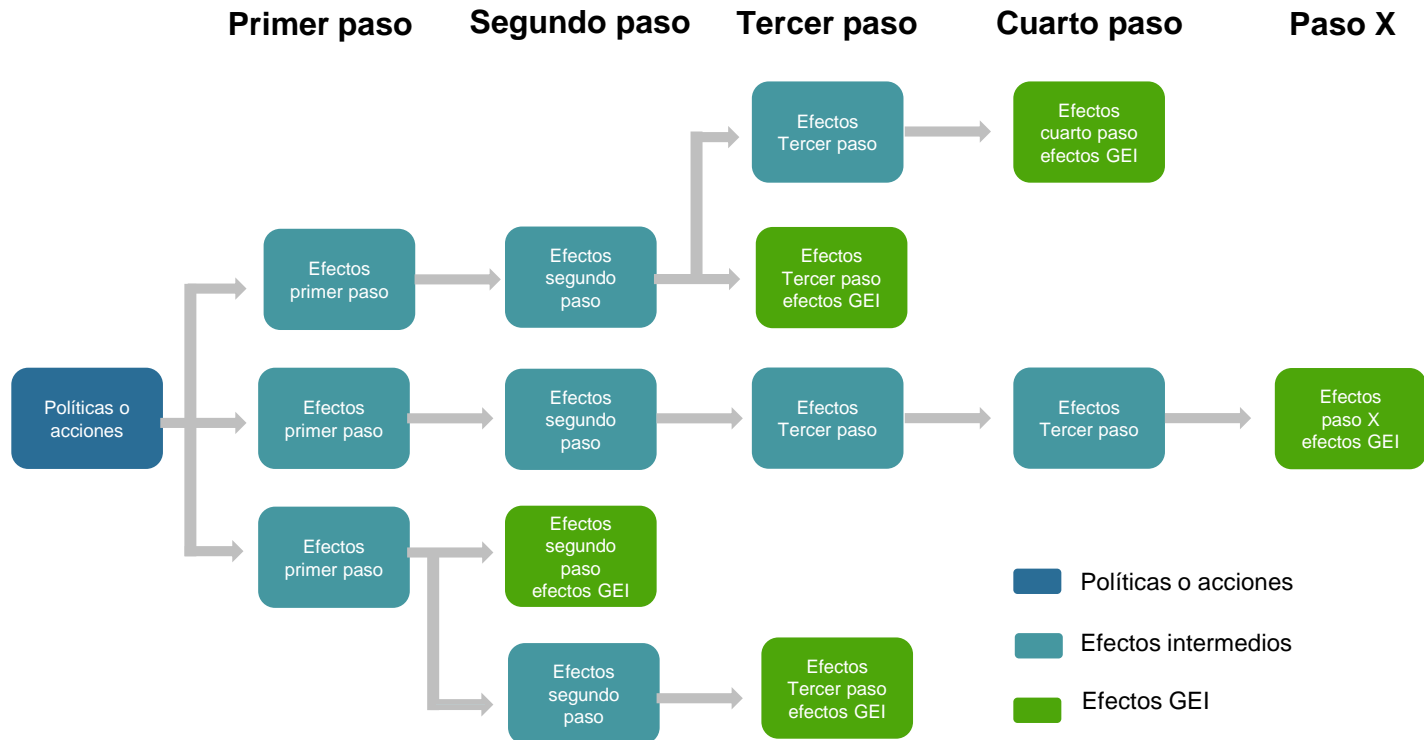 Primer paso
Segundo paso
Tercer paso
Cuarto paso
Paso X
Efectos
Tercer paso
Efectos
cuarto paso
efectos GEI
Efectos
primer paso
Efectos
segundo
paso
Efectos
Tercer paso
efectos GEI
Políticas o
acciones
Efectos
primer paso
Efectos
segundo
paso
Efectos
Tercer paso
Efectos
Tercer paso
Efectos
paso X
efectos GEI
Efectos
primer paso
Efectos
segundo
paso
efectos GEI
Efectos
segundo
paso
Efectos
Tercer paso
efectos GEI
Políticas o acciones
Efectos intermedios
Efectos GEI